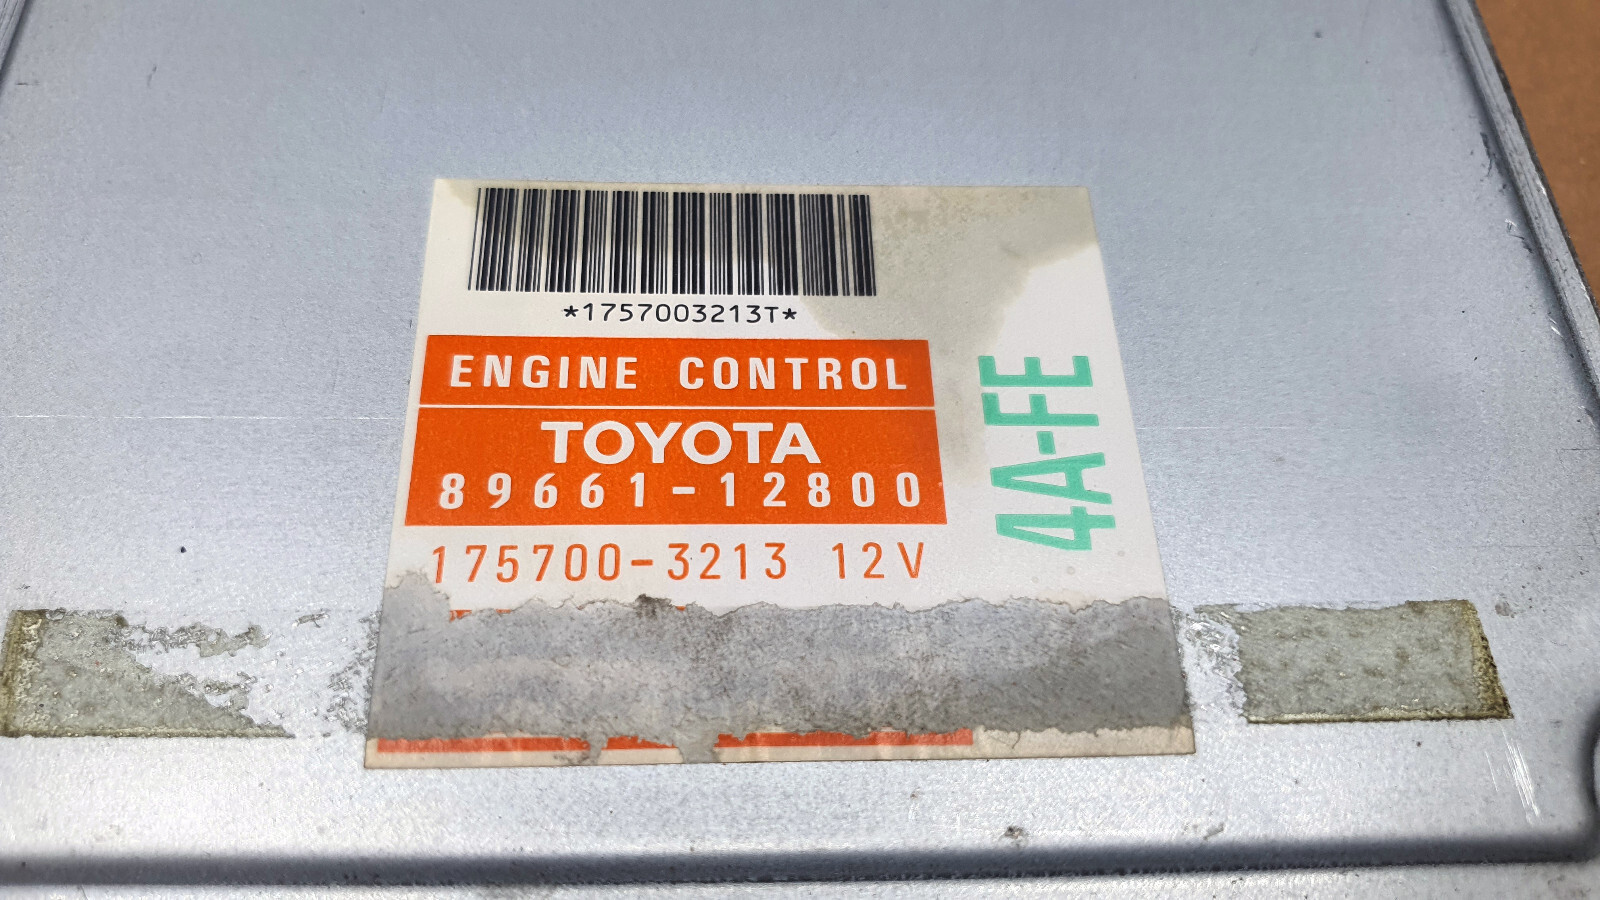 *1757003213T*
ENGINE CONTROL
TOYOTA
89661-12800
175700-3213 12V
4A-FE